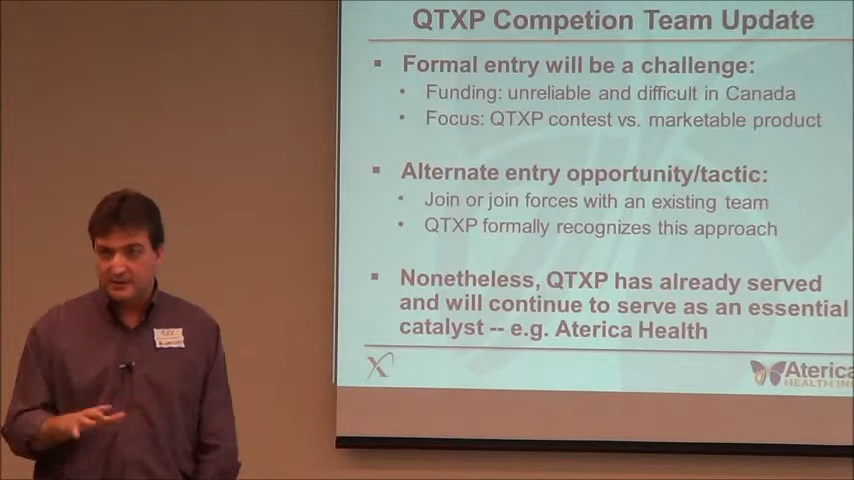 QTXP Competion Team Update
Formal entry will be a challenge:
Funding: unreliable and difficult in Canada
Focus: QTXP contest vs. marketable product
Alternate entry opportunity/tactic:
Join or join forces with an existing team
QTXP formally recognizes this approach
Nonetheless, QTXP has already served
and will continue to serve as an essential
catalyst -- e.g. Aterica Health
X
Aterica
HEALTH IN